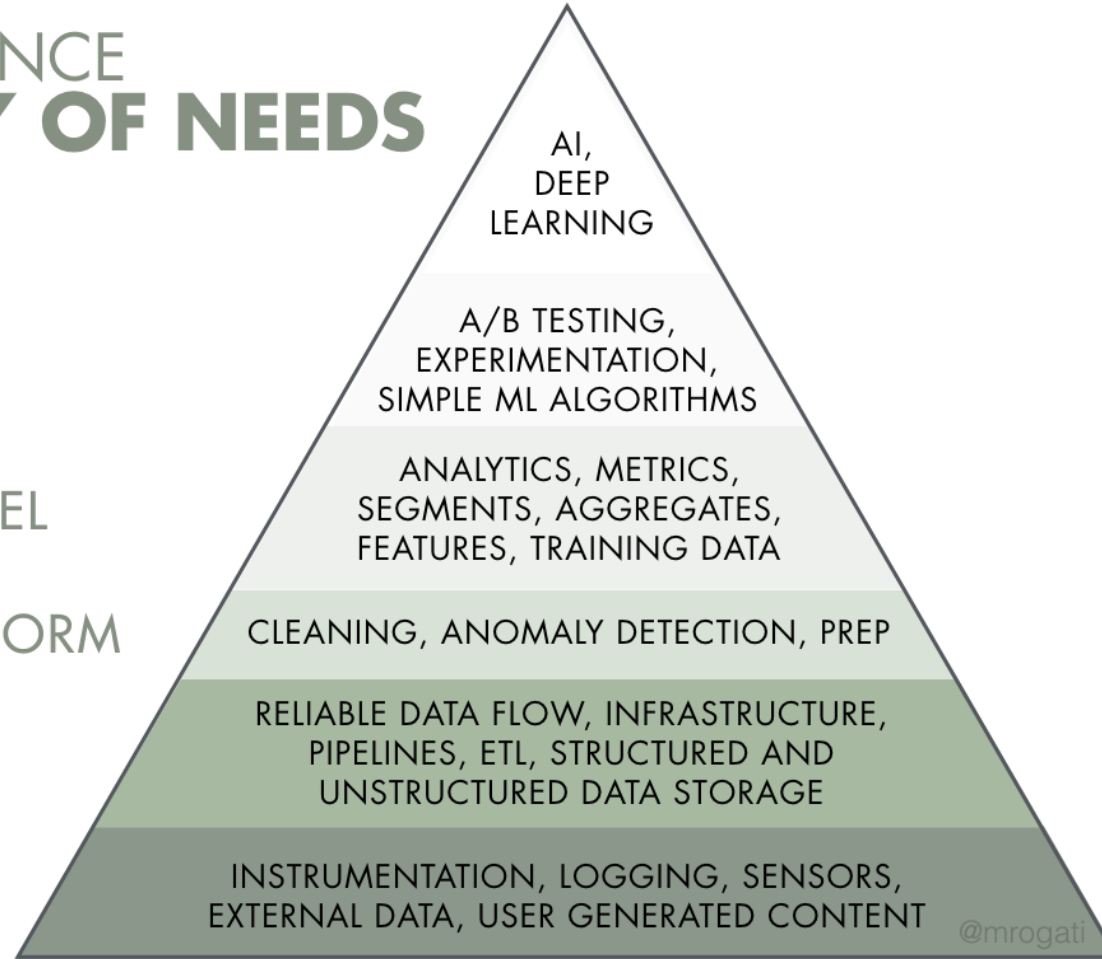 NCE
OF NEEDS
AI,
DEEP
LEARNING
A/B TESTING,
EXPERIMENTATION,
SIMPLE ML ALGORITHMS
ANALYTICS, METRICS,
SEGMENTS, AGGREGATES,
FEATURES, TRAINING DATA
EL
ORM
CLEANING, ANOMALY DETECTION, PREP
RELIABLE DATA FLOW, INFRASTRUCTURE,
PIPELINES, ETL, STRUCTURED AND
UNSTRUCTURED DATA STORAGE
INSTRUMENTATION, LOGGING, SENSORS,
EXTERNAL DATA, USER GENERATED CONTENT
@mrogati